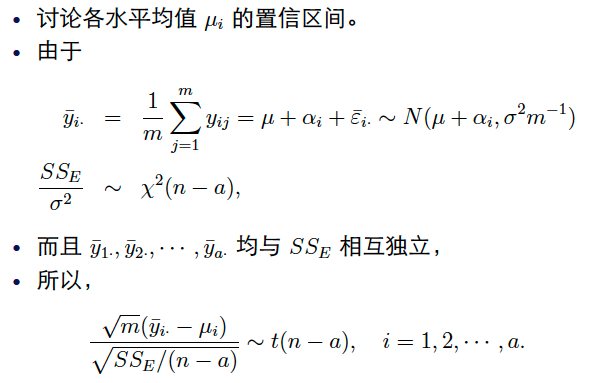 • 讨论各水平均值 $\mu_i$ 的置信区间。
• 由于
$\bar{y}_{i\cdot} = \frac{1}{m} \sum_{j=1}^{m} y_{ij} = \mu + \alpha_i + \bar{\varepsilon}_{i\cdot} \sim N(\mu + \alpha_i, \sigma^2 m^{-1})$
$\frac{SS_E}{\sigma^2} \sim \chi^2(n-a),$
• 而且 $\bar{y}_{1\cdot}, \bar{y}_{2\cdot}, \cdots, \bar{y}_{a\cdot}$ 均与 $SS_E$ 相互独立，
• 所以，
$\frac{\sqrt{m}(\bar{y}_{i\cdot} - \mu_i)}{\sqrt{SS_E/(n-a)}} \sim t(n-a), \quad i = 1, 2, \cdots, a.$